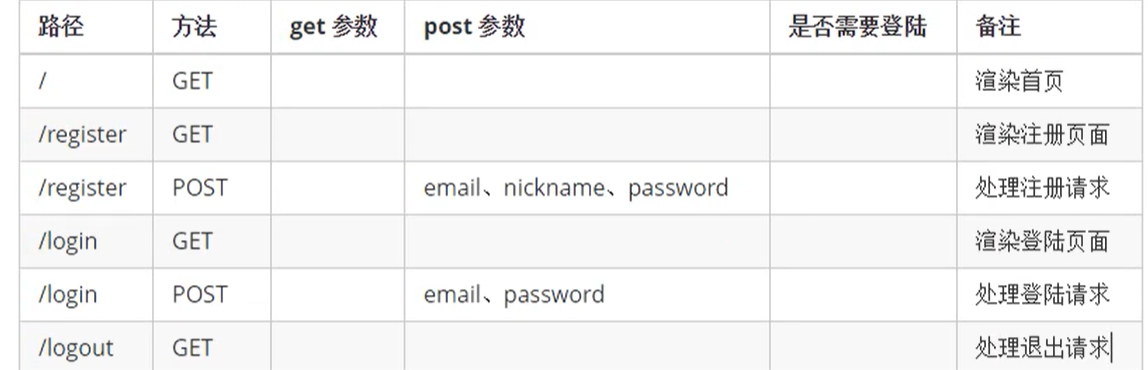 路径 方法 get 参数 post 参数 是否需要登陆 备注
/ GET 渲染首页
/register GET 渲染注册页面
/register POST email、nickname、password 处理注册请求
/login GET 渲染登陆页面
/login POST email、password 处理登陆请求
/logout GET 处理退出请求